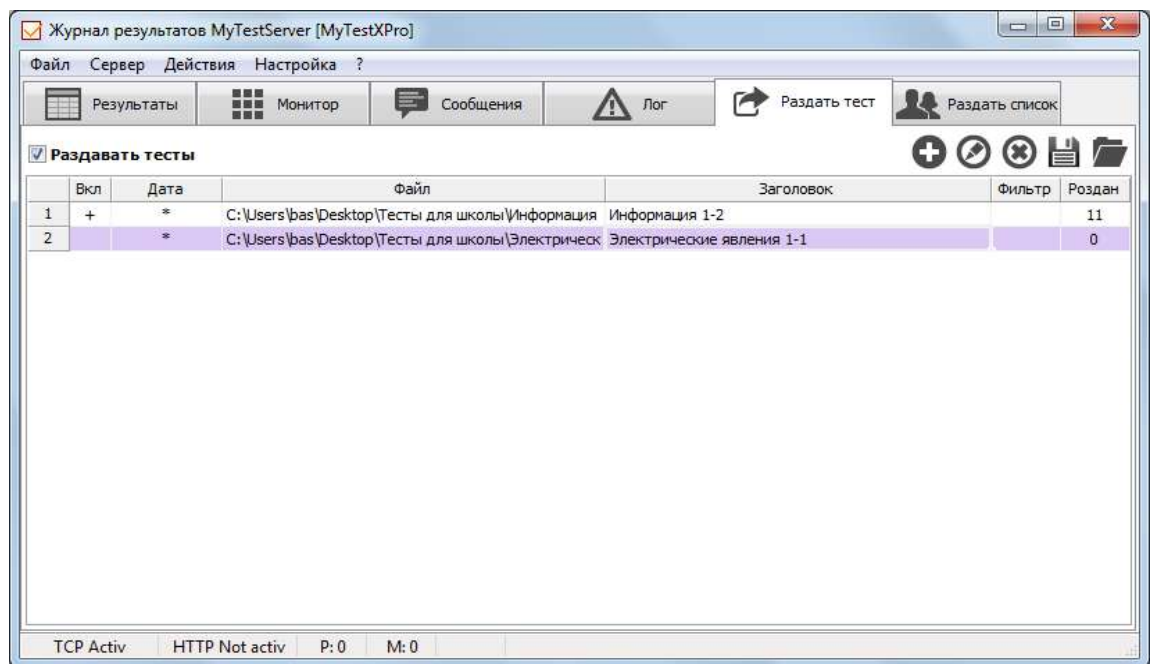 Журнал результатов MyTestServer [MyTestXPro]
Файл Сервер Действия Настройка ?
Результаты Монитор Сообщения Лог Раздать тест Раздать список
Раздавать тесты
Вкл Дата Файл Заголовок Фильтр Роздан
1 + * C:\Users\bas\Desktop\Тесты для школы\Информация Информация 1-2 11
2 * C:\Users\bas\Desktop\Тесты для школы\Электрическ Электрические явления 1-1 0
TCP Activ HTTP Not activ P: 0 M: 0